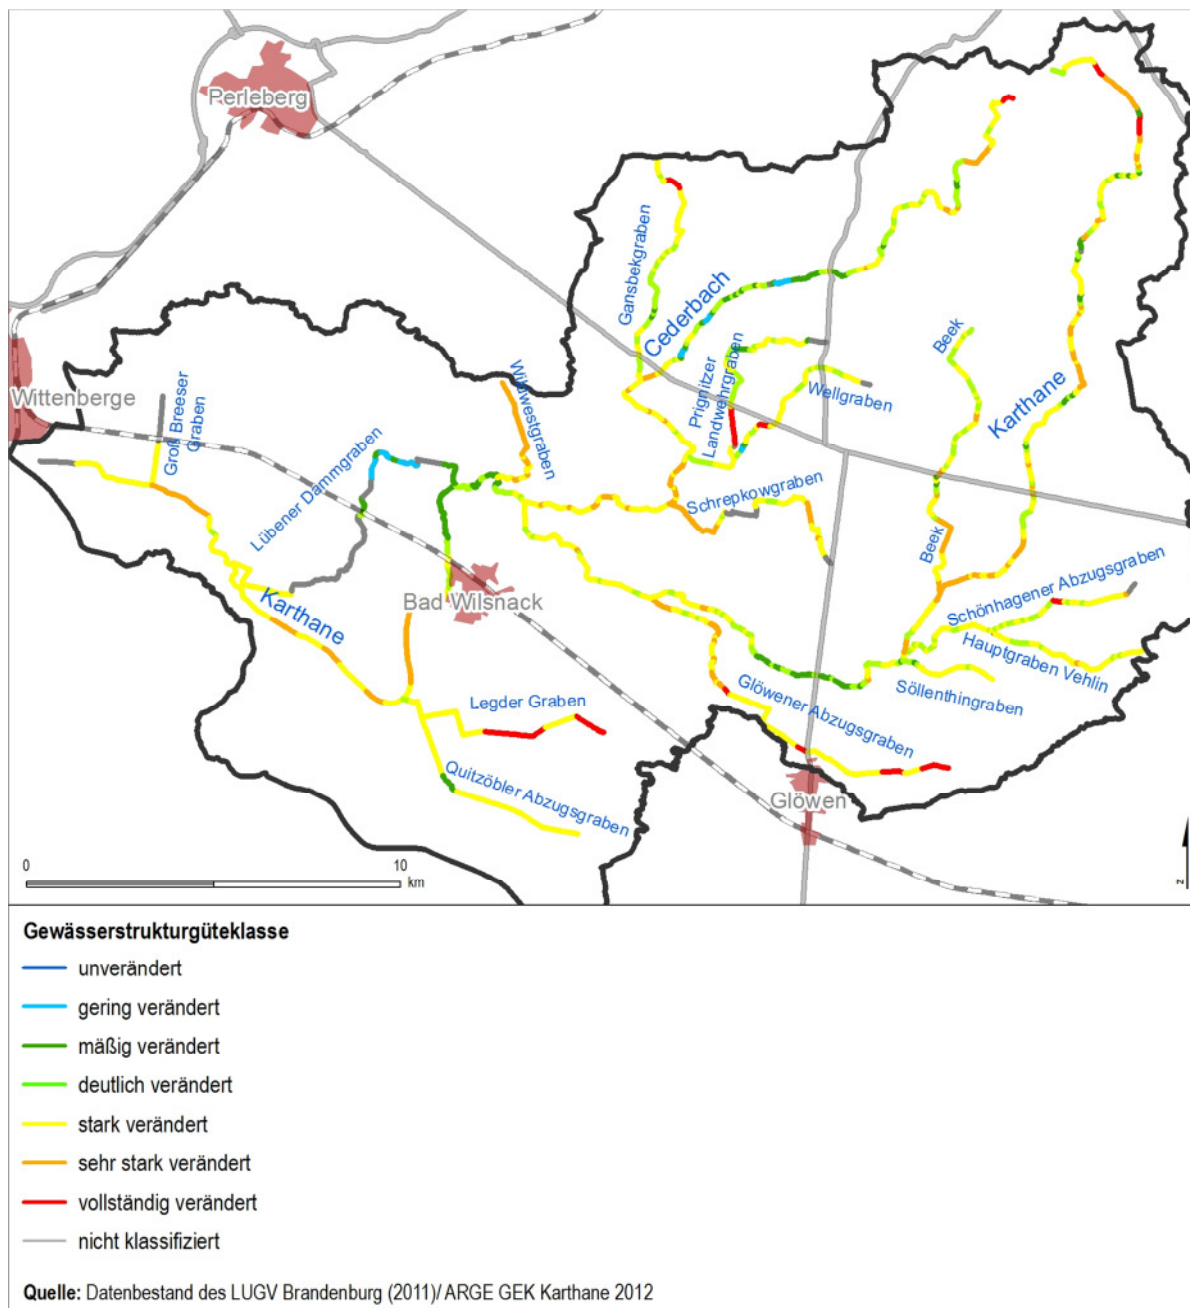 Perleberg
Gansbekgraben
Cederbach
Prignitzer
Landwehrgraben
Wellgraben
Beek
Karthane
Wittenberge
Groß Breeser
Graben
Wildwestgraben
Lübener Dammgraben
Schrepkowgraben
Beek
Schönhagener Abzugsgraben
Hauptgraben Vehlin
Söllenthingraben
Karthane
Bad Wilsnack
Legder Graben
Glöwener Abzugsgraben
Quitzöbler Abzugsgraben
Glöwen
0 10
km
N
Gewässerstrukturgüteklasse
unverändert
gering verändert
mäßig verändert
deutlich verändert
stark verändert
sehr stark verändert
vollständig verändert
nicht klassifiziert
Quelle: Datenbestand des LUGV Brandenburg (2011)/ ARGE GEK Karthane 2012